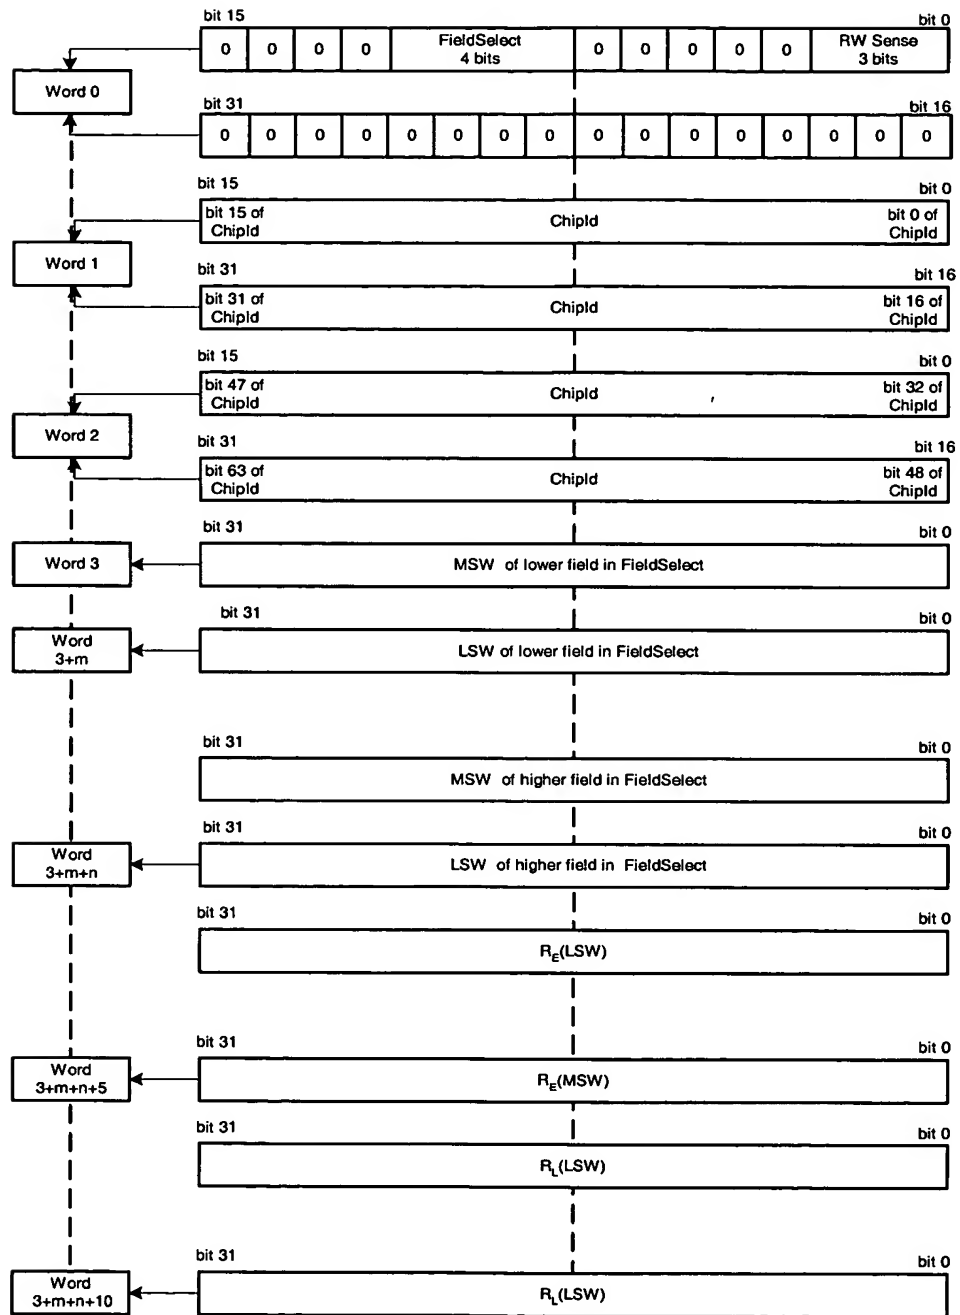 bit 15 bit 0
0 0 0 0 FieldSelect 4 bits 0 0 0 0 0 RW Sense 3 bits
Word 0
bit 31 bit 16
0 0 0 0 0 0 0 0 0 0 0 0 0 0 0 0
bit 15 bit 0
bit 15 of ChipId ChipId bit 0 of ChipId
Word 1
bit 31 bit 16
bit 31 of ChipId ChipId bit 16 of ChipId
bit 15 bit 0
bit 47 of ChipId ChipId bit 32 of ChipId
Word 2
bit 31 bit 16
bit 63 of ChipId ChipId bit 48 of ChipId
bit 31 bit 0
Word 3 MSW of lower field in FieldSelect
bit 31 bit 0
Word 3+m LSW of lower field in FieldSelect
bit 31 bit 0
MSW of higher field in FieldSelect
bit 31 bit 0
Word 3+m+n LSW of higher field in FieldSelect
bit 31 bit 0
R_E(LSW)
bit 31 bit 0
Word 3+m+n+5 R_E(MSW)
bit 31 bit 0
R_L(LSW)
bit 31 bit 0
Word 3+m+n+10 R_L(LSW)